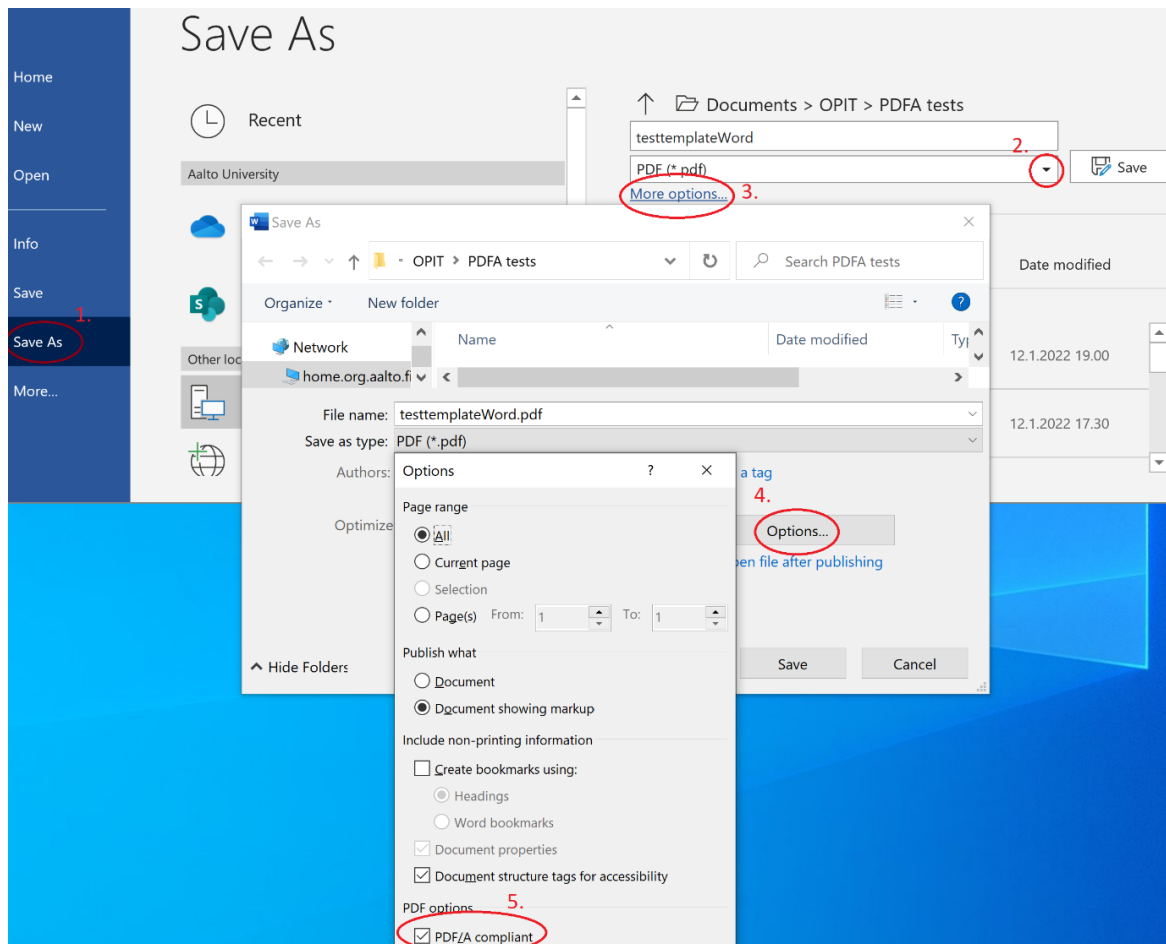 Save As
Home
New
Open
Info
Save
Save As
1.
More...
Recent
Aalto University
Other loc
Documents > OPIT > PDFA tests
testtemplateWord
2.
PDF (*.pdf)
Save
More options...
3.
Date modified
12.1.2022 19.00
12.1.2022 17.30
Save As
OPIT > PDFA tests
Search PDFA tests
Organize
New folder
?
Network
Name
Date modified
Typ
home.org.aalto.fi
File name: testtemplateWord.pdf
Save as type: PDF (*.pdf)
Authors:
a tag
4.
Optimize
Options...
pen file after publishing
Hide Folders
Save
Cancel
Options
?
Page range
All
Current page
Selection
Page(s) From: 1 To: 1
Publish what
Document
Document showing markup
Include non-printing information
Create bookmarks using:
Headings
Word bookmarks
Document properties
Document structure tags for accessibility
PDF options
5.
PDF/A compliant